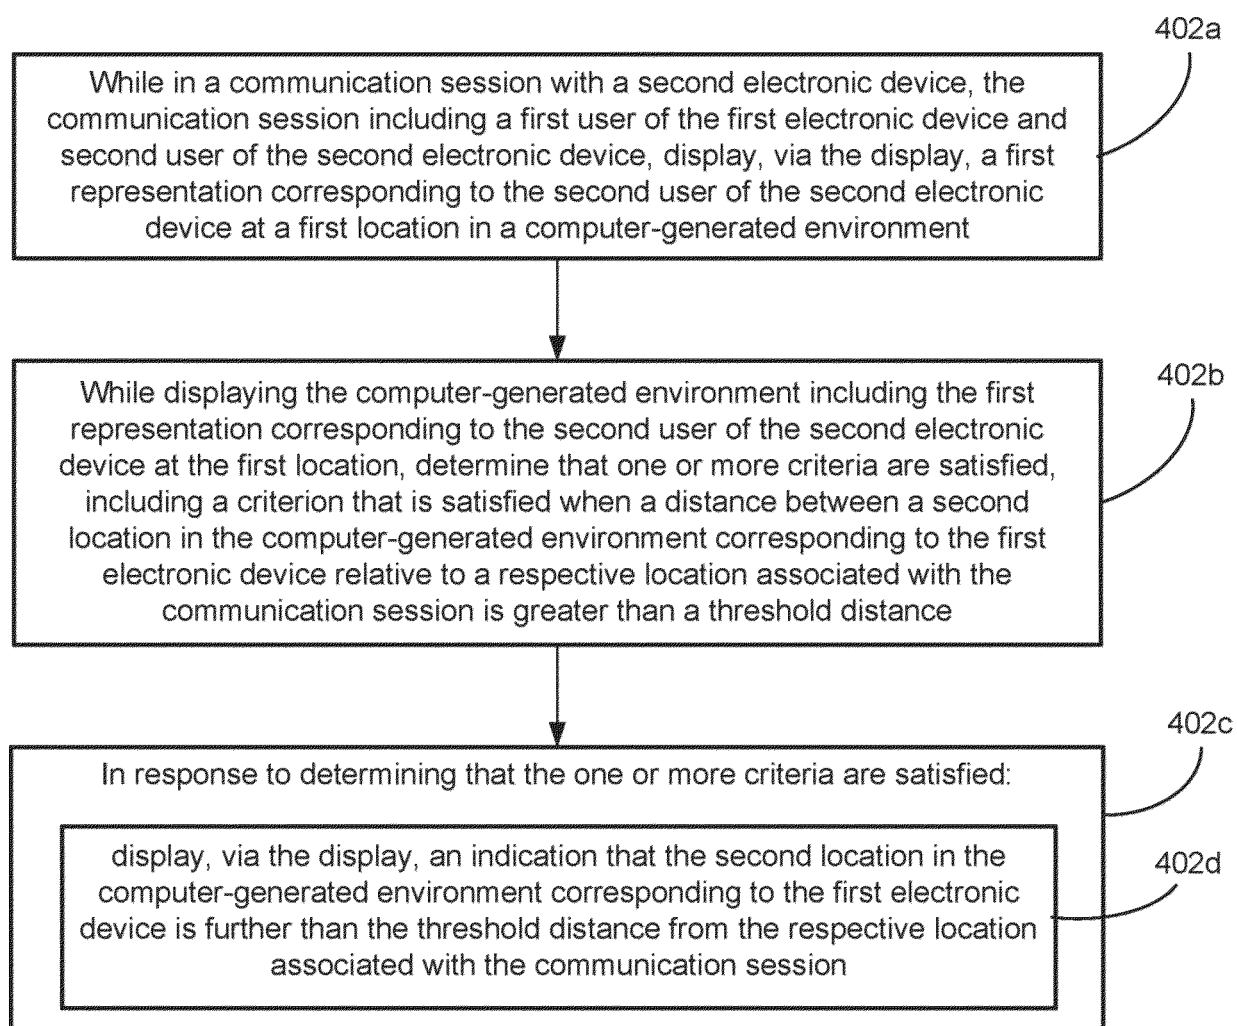 402a
While in a communication session with a second electronic device, the
communication session including a first user of the first electronic device and
second user of the second electronic device, display, via the display, a first
representation corresponding to the second user of the second electronic
device at a first location in a computer-generated environment
402b
While displaying the computer-generated environment including the first
representation corresponding to the second user of the second electronic
device at the first location, determine that one or more criteria are satisfied,
including a criterion that is satisfied when a distance between a second
location in the computer-generated environment corresponding to the first
electronic device relative to a respective location associated with the
communication session is greater than a threshold distance
402c
In response to determining that the one or more criteria are satisfied:
402d
display, via the display, an indication that the second location in the
computer-generated environment corresponding to the first electronic
device is further than the threshold distance from the respective location
associated with the communication session